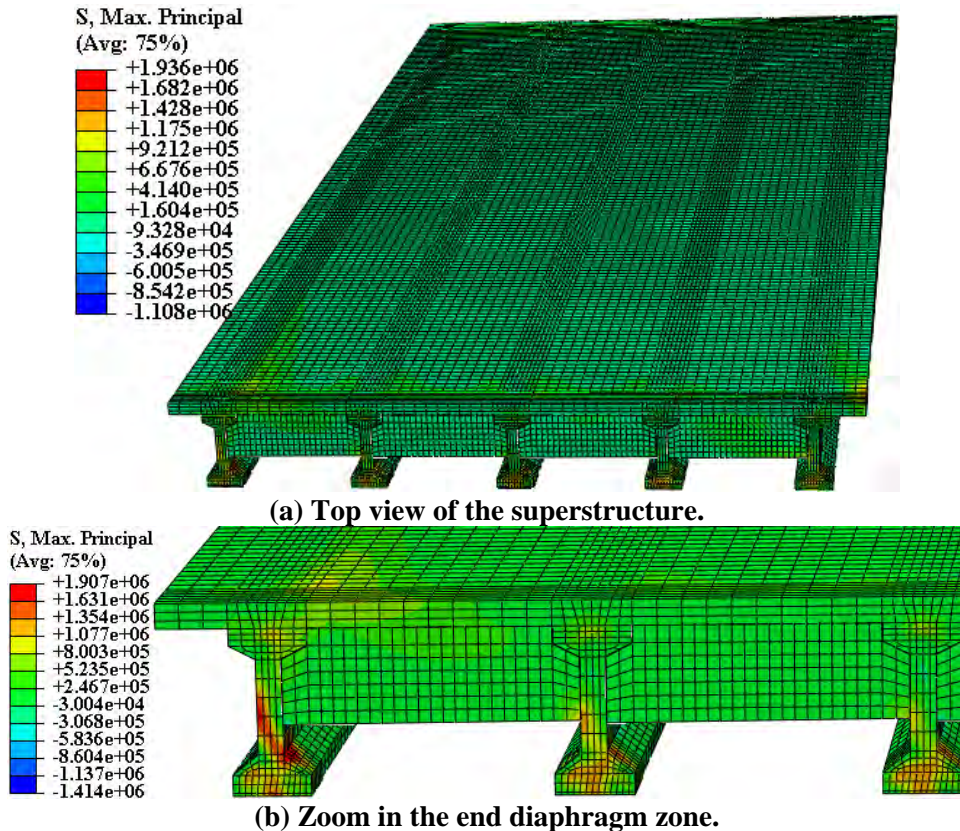 S, Max. Principal
(Avg: 75%)
+1.936e+06
+1.682e+06
+1.428e+06
+1.175e+06
+9.212e+05
+6.676e+05
+4.140e+05
+1.604e+05
-9.328e+04
-3.469e+05
-6.005e+05
-8.542e+05
-1.108e+06
(a) Top view of the superstructure.
S, Max. Principal
(Avg: 75%)
+1.907e+06
+1.631e+06
+1.354e+06
+1.077e+06
+8.003e+05
+5.235e+05
+2.467e+05
-3.004e+04
-3.068e+05
-5.836e+05
-8.604e+05
-1.137e+06
-1.414e+06
(b) Zoom in the end diaphragm zone.